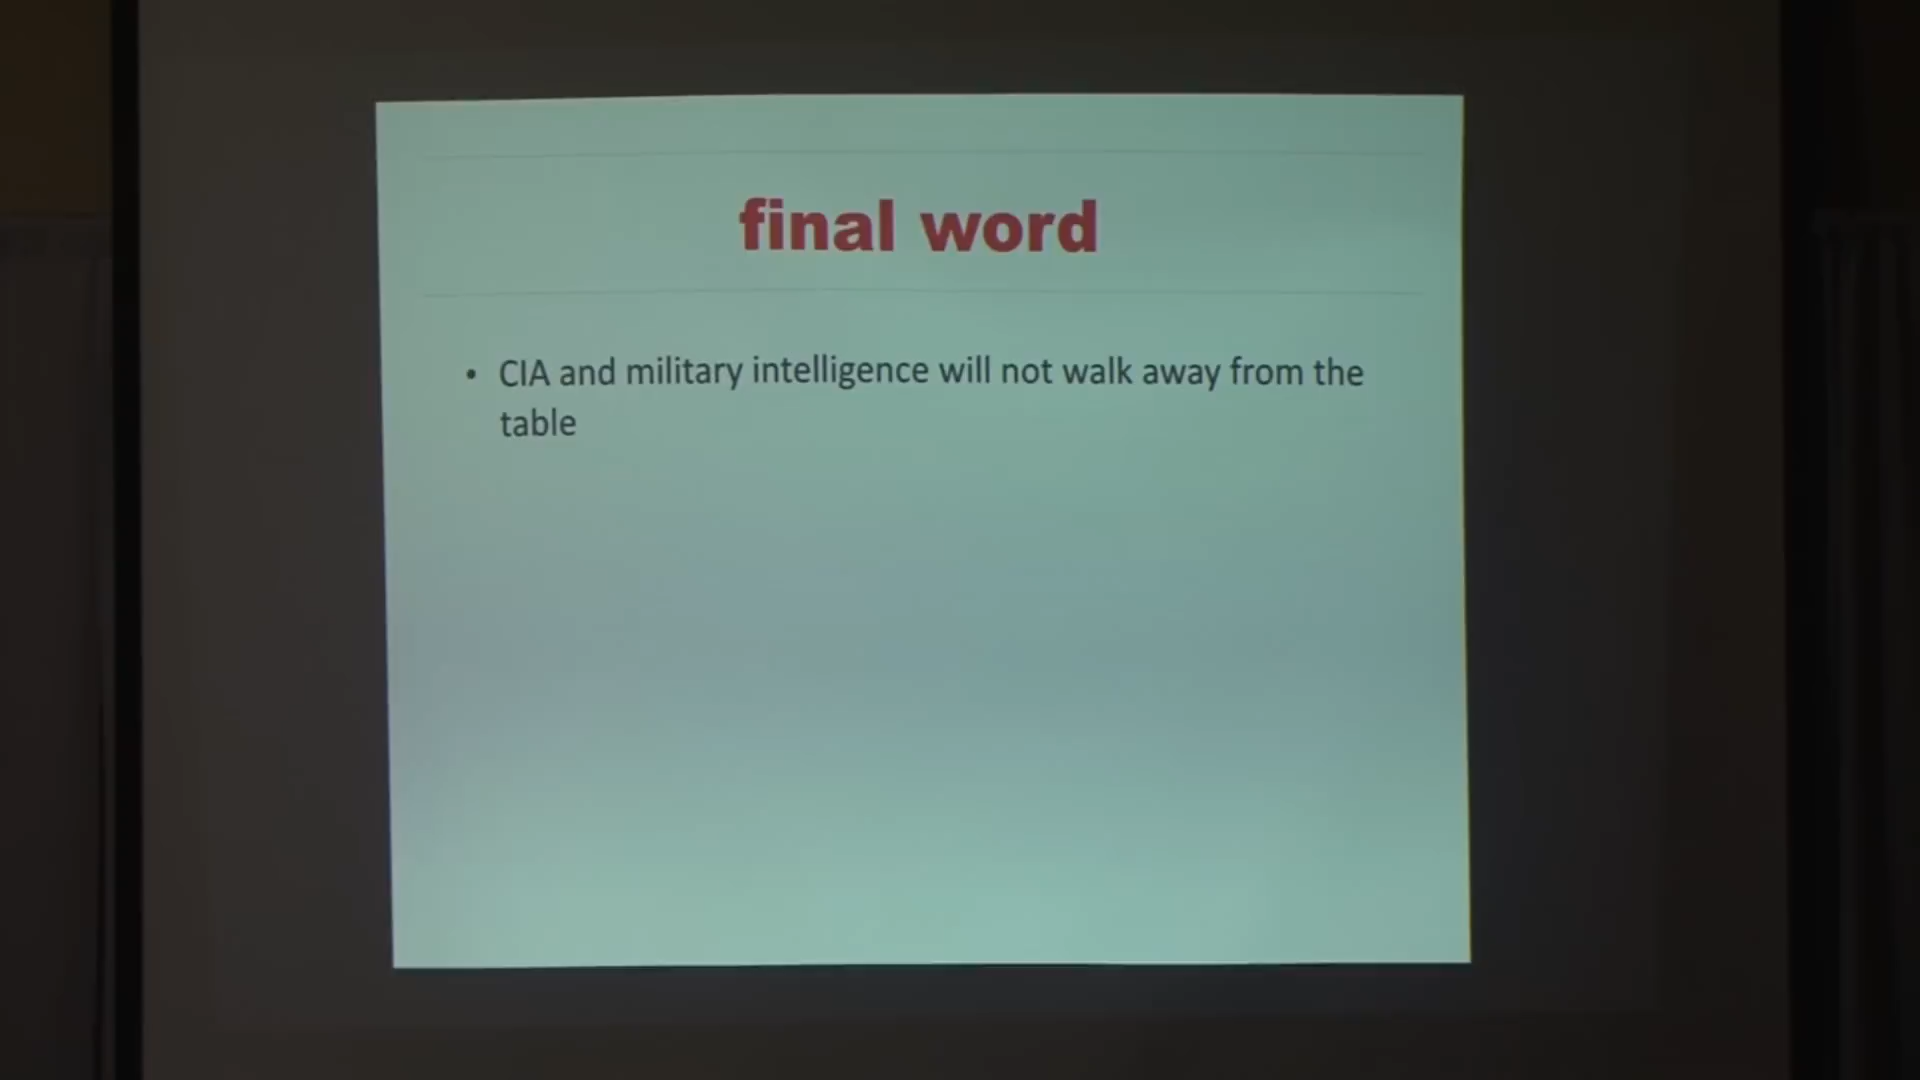 final word
• CIA and military intelligence will not walk away from the
table